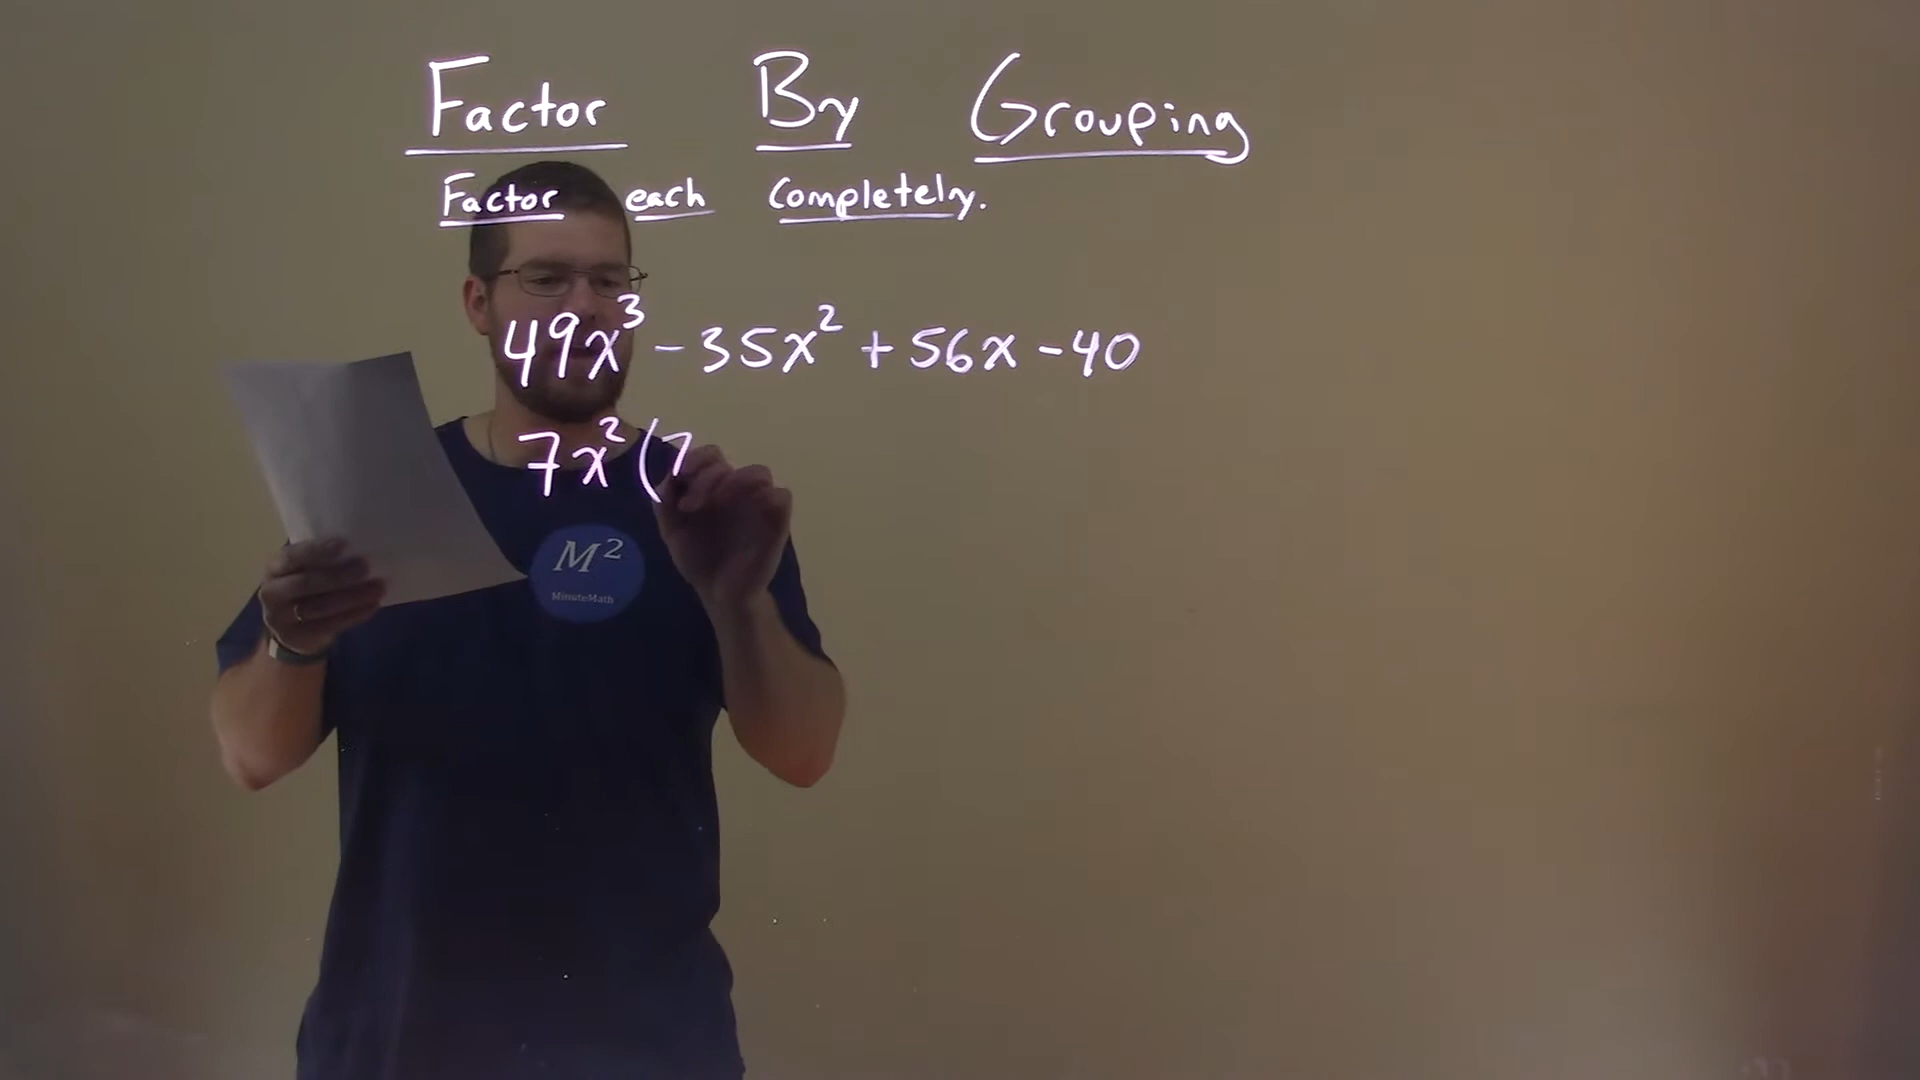 Factor By Grouping
Factor each completely.
49x³ - 35x² + 56x - 40
7x² (7
M²
MinuteMath